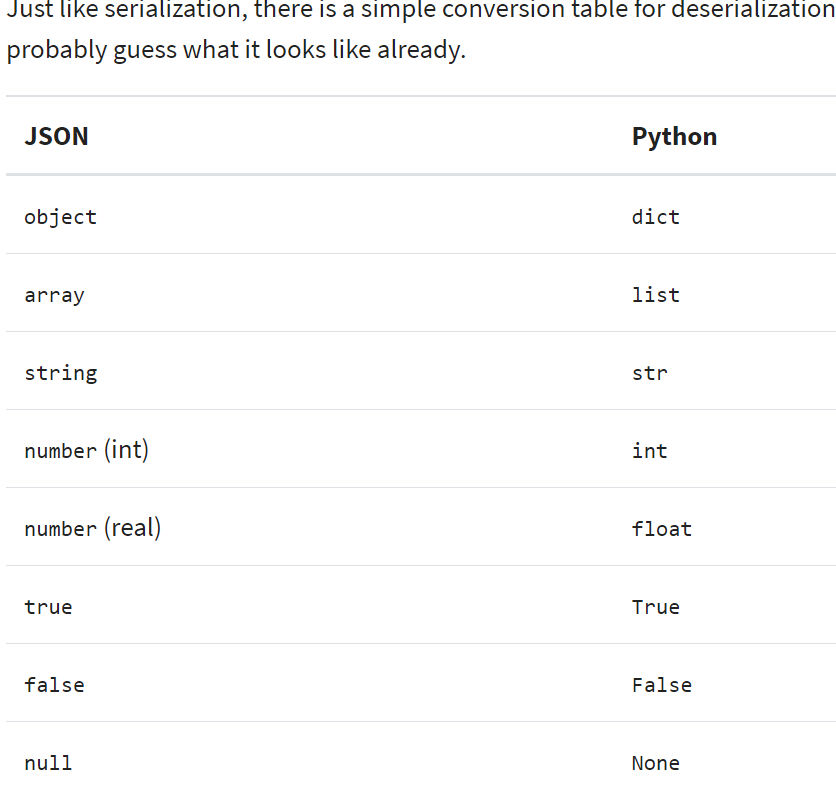 Just like serialization, there is a simple conversion table for deserialization
probably guess what it looks like already.
JSON Python
object dict
array list
string str
number (int) int
number (real) float
true True
false False
null None